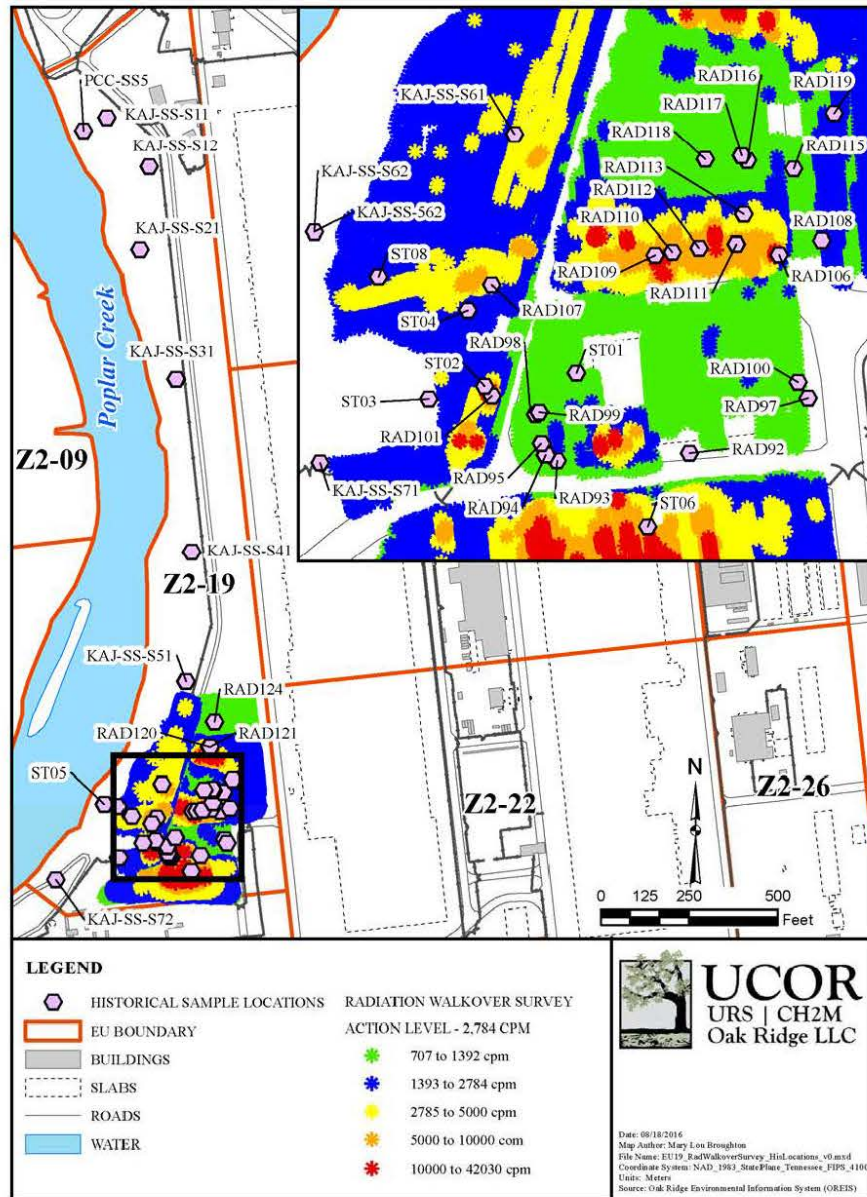 PCC-SS5
KAJ-SS-S11
KAJ-SS-S12
KAJ-SS-S21
KAJ-SS-S31
Poplar Creek
Z2-09
KAJ-SS-S41
Z2-19
KAJ-SS-S51
RAD124
RAD120
RAD121
ST05
KAJ-SS-S72
KAJ-SS-S61
RAD116
RAD119
RAD117
RAD118
RAD115
RAD113
KAJ-SS-S62
RAD112
KAJ-SS-562
RAD110
RAD108
ST08
RAD109
RAD106
RAD111
RAD107
ST04
RAD98
ST01
ST02
RAD100
ST03
RAD99
RAD97
RAD101
RAD92
RAD95
KAJ-SS-S71
RAD93
RAD94
ST06
Z2-22
Z2-26
N
0 125 250 500
Feet
LEGEND
HISTORICAL SAMPLE LOCATIONS
EU BOUNDARY
BUILDINGS
SLABS
ROADS
WATER
RADIATION WALKOVER SURVEY
ACTION LEVEL - 2,784 CPM
707 to 1392 cpm
1393 to 2784 cpm
2785 to 5000 cpm
5000 to 10000 com
10000 to 42030 cpm
UCOR
URS | CH2M
Oak Ridge LLC
Date: 08/18/2016
Map Author: Mary Lou Broughton
File Name: EU19_RadWalkoverSurvey_HisLocations_v0.mxd
Coordinate System: NAD_1983_StatePlane_Tennessee_FIPS_4100
Units: Meters
Source: Oak Ridge Environmental Information System (OREIS)